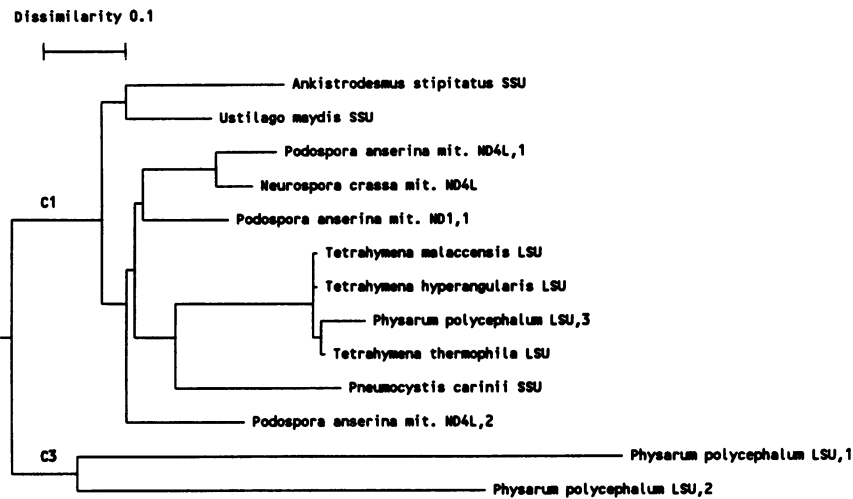 Dissimilarity 0.1
Ankistrodesmus stipitatus SSU
Ustilago maydis SSU
Podospora anserina mit. ND4L,1
Neurospora crassa mit. ND4L
C1
Podospora anserina mit. ND1,1
Tetrahymena malaccensis LSU
Tetrahymena hyperangularis LSU
Physarum polycephalum LSU,3
Tetrahymena thermophila LSU
Pneumocystis carinii SSU
Podospora anserina mit. ND4L,2
C3
Physarum polycephalum LSU,1
Physarum polycephalum LSU,2